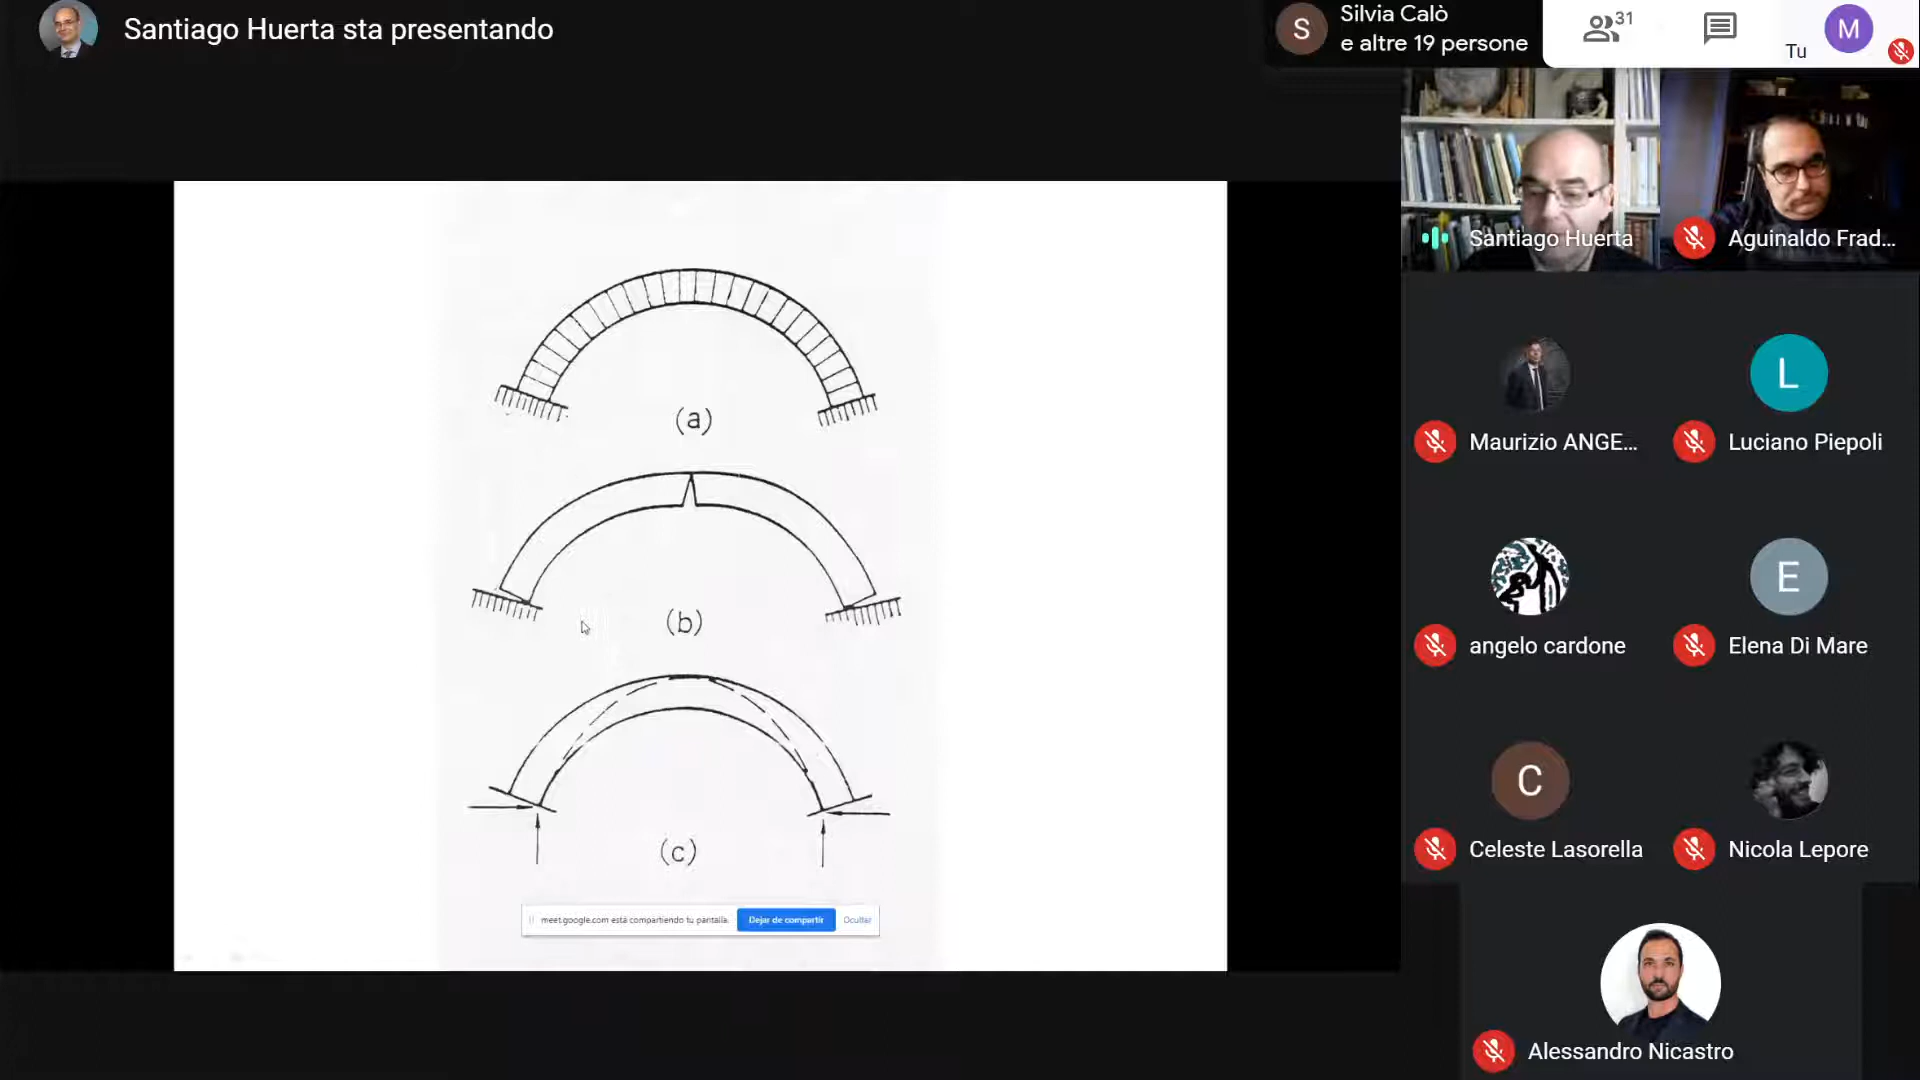 Santiago Huerta sta presentando
S
Silvia Calò
e altre 19 persone
31
Tu
M
Santiago Huerta
Aguinaldo Frad...
Maurizio ANGE...
L
Luciano Piepoli
angelo cardone
E
Elena Di Mare
C
Celeste Lasorella
Nicola Lepore
Alessandro Nicastro
(a)
(b)
(c)
meet.google.com está compartiendo tu pantalla.
Dejar de compartir
Ocultar